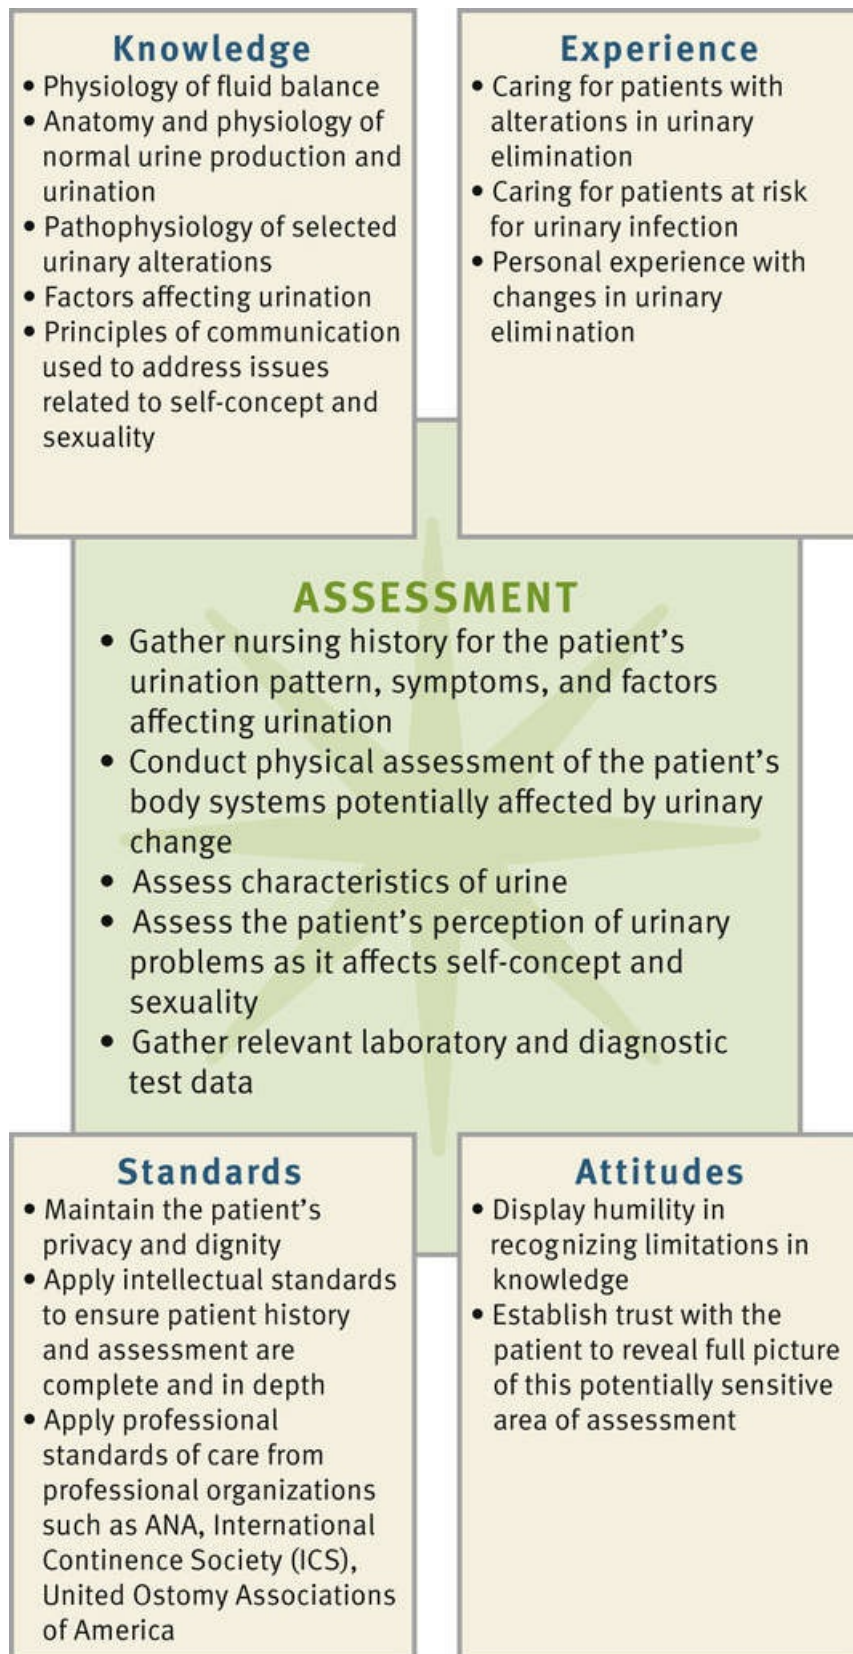 Knowledge
• Physiology of fluid balance
• Anatomy and physiology of
normal urine production and
urination
• Pathophysiology of selected
urinary alterations
• Factors affecting urination
• Principles of communication
used to address issues
related to self-concept and
sexuality
Experience
• Caring for patients with
alterations in urinary
elimination
• Caring for patients at risk
for urinary infection
• Personal experience with
changes in urinary
elimination
ASSESSMENT
• Gather nursing history for the patient's
urination pattern, symptoms, and factors
affecting urination
• Conduct physical assessment of the patient's
body systems potentially affected by urinary
change
• Assess characteristics of urine
• Assess the patient's perception of urinary
problems as it affects self-concept and
sexuality
• Gather relevant laboratory and diagnostic
test data
Standards
• Maintain the patient's
privacy and dignity
• Apply intellectual standards
to ensure patient history
and assessment are
complete and in depth
• Apply professional
standards of care from
professional organizations
such as ANA, International
Continence Society (ICS),
United Ostomy Associations
of America
Attitudes
• Display humility in
recognizing limitations in
knowledge
• Establish trust with the
patient to reveal full picture
of this potentially sensitive
area of assessment